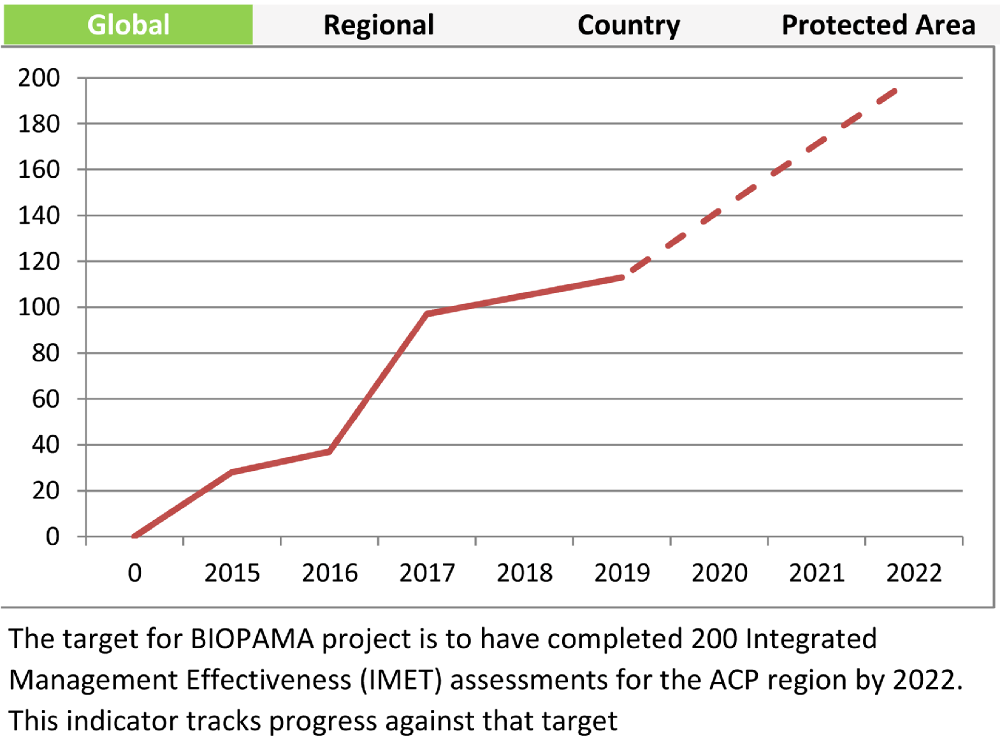 Global Regional Country Protected Area
200
180
160
140
120
100
80
60
40
20
0
0 2015 2016 2017 2018 2019 2020 2021 2022
The target for BIOPAMA project is to have completed 200 Integrated
Management Effectiveness (IMET) assessments for the ACP region by 2022.
This indicator tracks progress against that target